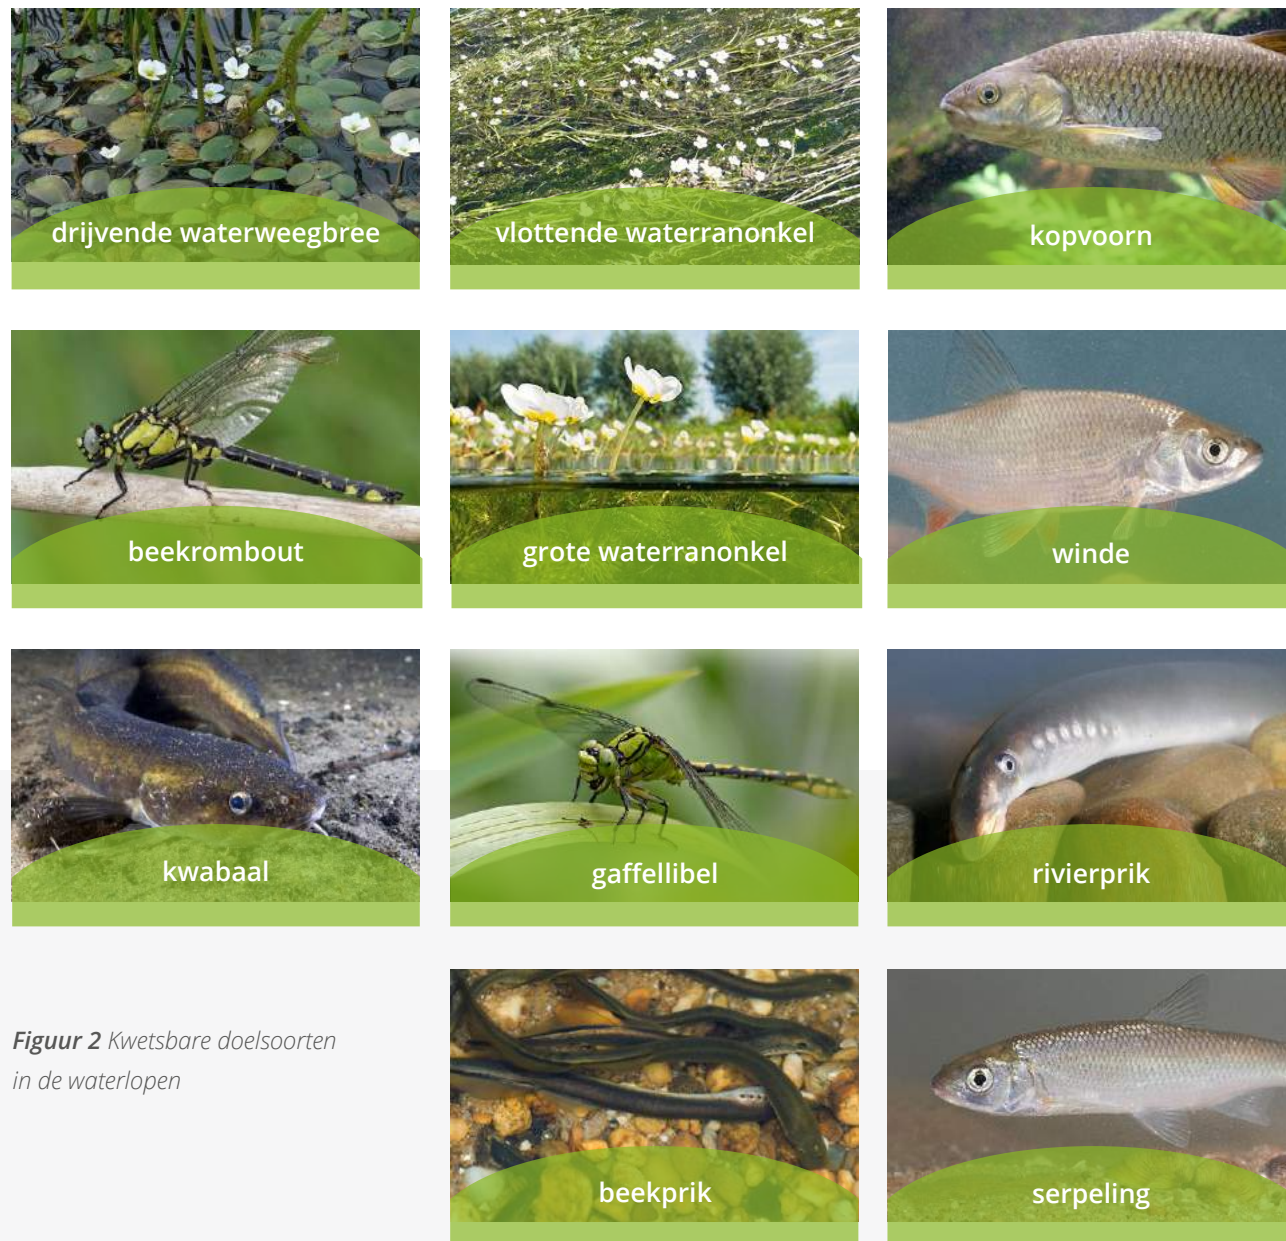 drijvende waterweegbree
vlottende waterranonkel
kopvoorn
beekrombout
grote waterranonkel
winde
kwabaal
gaffellibel
rivierprik
Figuur 2 Kwetsbare doelsoorten
in de waterlopen
beekprik
serpeling